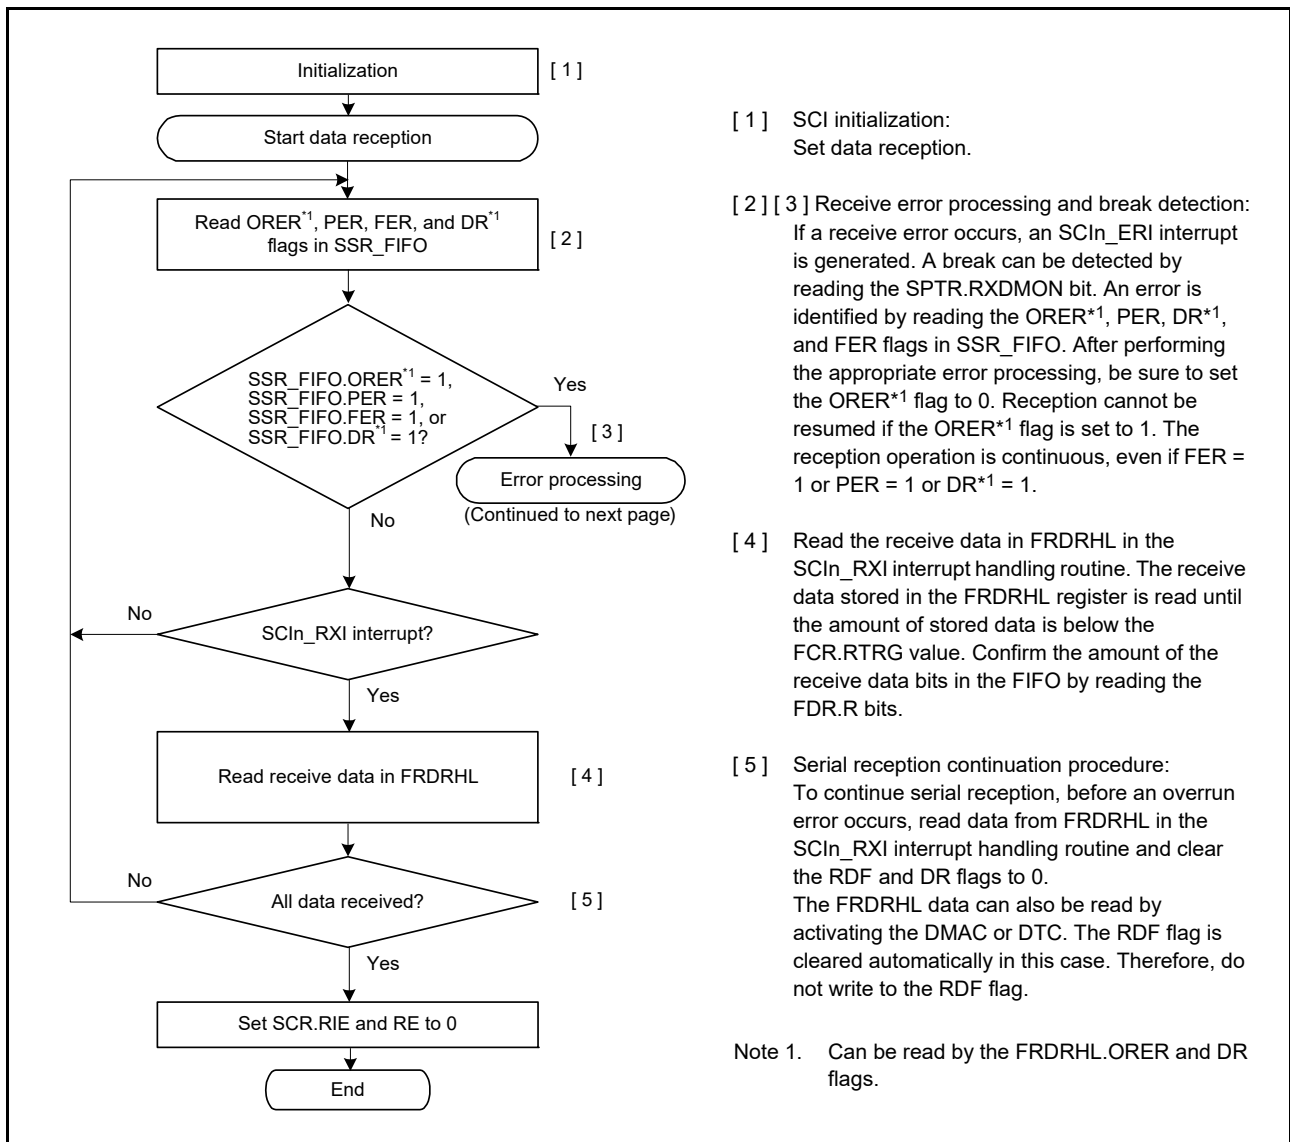 Initialization
[ 1 ]
Start data reception
Read ORER*1, PER, FER, and DR*1
flags in SSR_FIFO
[ 2 ]
SSR_FIFO.ORER*1 = 1,
SSR_FIFO.PER = 1,
SSR_FIFO.FER = 1, or
SSR_FIFO.DR*1 = 1?
Yes
[ 3 ]
Error processing
(Continued to next page)
No
No
SCIn_RXI interrupt?
Yes
Read receive data in FRDRHL
[ 4 ]
No
All data received?
[ 5 ]
Yes
Set SCR.RIE and RE to 0
End
[ 1 ] SCI initialization:
Set data reception.
[ 2 ] [ 3 ] Receive error processing and break detection:
If a receive error occurs, an SCIn_ERI interrupt
is generated. A break can be detected by
reading the SPTR.RXDMON bit. An error is
identified by reading the ORER*1, PER, DR*1,
and FER flags in SSR_FIFO. After performing
the appropriate error processing, be sure to set
the ORER*1 flag to 0. Reception cannot be
resumed if the ORER*1 flag is set to 1. The
reception operation is continuous, even if FER =
1 or PER = 1 or DR*1 = 1.
[ 4 ] Read the receive data in FRDRHL in the
SCIn_RXI interrupt handling routine. The receive
data stored in the FRDRHL register is read until
the amount of stored data is below the
FCR.RTRG value. Confirm the amount of the
receive data bits in the FIFO by reading the
FDR.R bits.
[ 5 ] Serial reception continuation procedure:
To continue serial reception, before an overrun
error occurs, read data from FRDRHL in the
SCIn_RXI interrupt handling routine and clear
the RDF and DR flags to 0.
The FRDRHL data can also be read by
activating the DMAC or DTC. The RDF flag is
cleared automatically in this case. Therefore, do
not write to the RDF flag.
Note 1. Can be read by the FRDRHL.ORER and DR
flags.